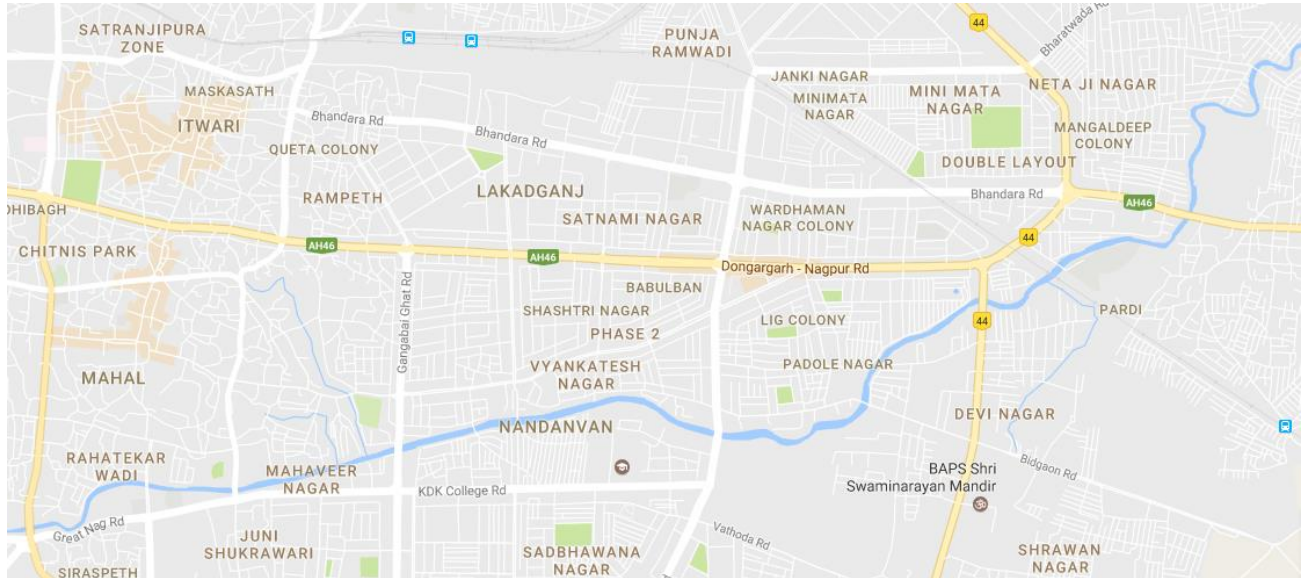 44
SATRANJIPURA
ZONE
PUNJA
RAMWADI
Bharatwada Rd
JANKI NAGAR
NETA JI NAGAR
MASKASATH
MINIMATA
NAGAR
MINI MATA
NAGAR
Bhandara Rd
ITWARI
Bhandara Rd
MANGALDEEP
COLONY
QUETA COLONY
DOUBLE LAYOUT
LAKADGANJ
Bhandara Rd
RAMPETH
AH46
DHIBAGH
SATNAMI NAGAR
WARDHAMAN
NAGAR COLONY
44
CHITNIS PARK
AH46
AH46
Dongargarh - Nagpur Rd
BABULBAN
Gangabai Ghat Rd
SHASHTRI NAGAR
LIG COLONY
44
PARDI
PHASE 2
VYANKATESH
NAGAR
PADOLE NAGAR
MAHAL
DEVI NAGAR
NANDANVAN
RAHATEKAR
WADI
MAHAVEER
NAGAR
BAPS Shri
Swaminarayan Mandir
Bidgaon Rd
KDK College Rd
Great Nag Rd
Vathoda Rd
JUNI
SHUKRAWARI
SADBHAWANA
NAGAR
SHRAWAN
NAGAR
SIRASPETH